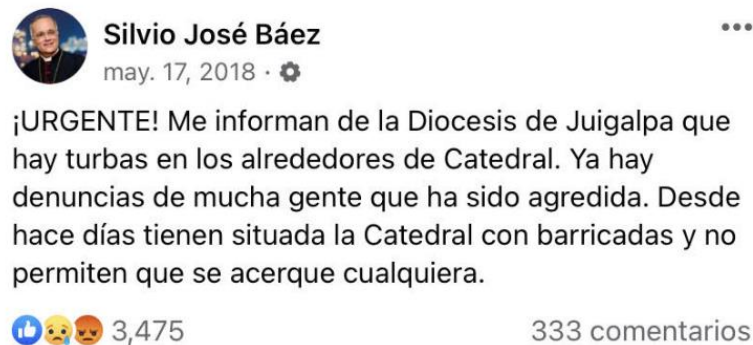 Silvio José Báez
may. 17, 2018 ·
¡URGENTE! Me informan de la Diocesis de Juigalpa que
hay turbas en los alrededores de Catedral. Ya hay
denuncias de mucha gente que ha sido agredida. Desde
hace días tienen situada la Catedral con barricadas y no
permiten que se acerque cualquiera.
3,475 333 comentarios